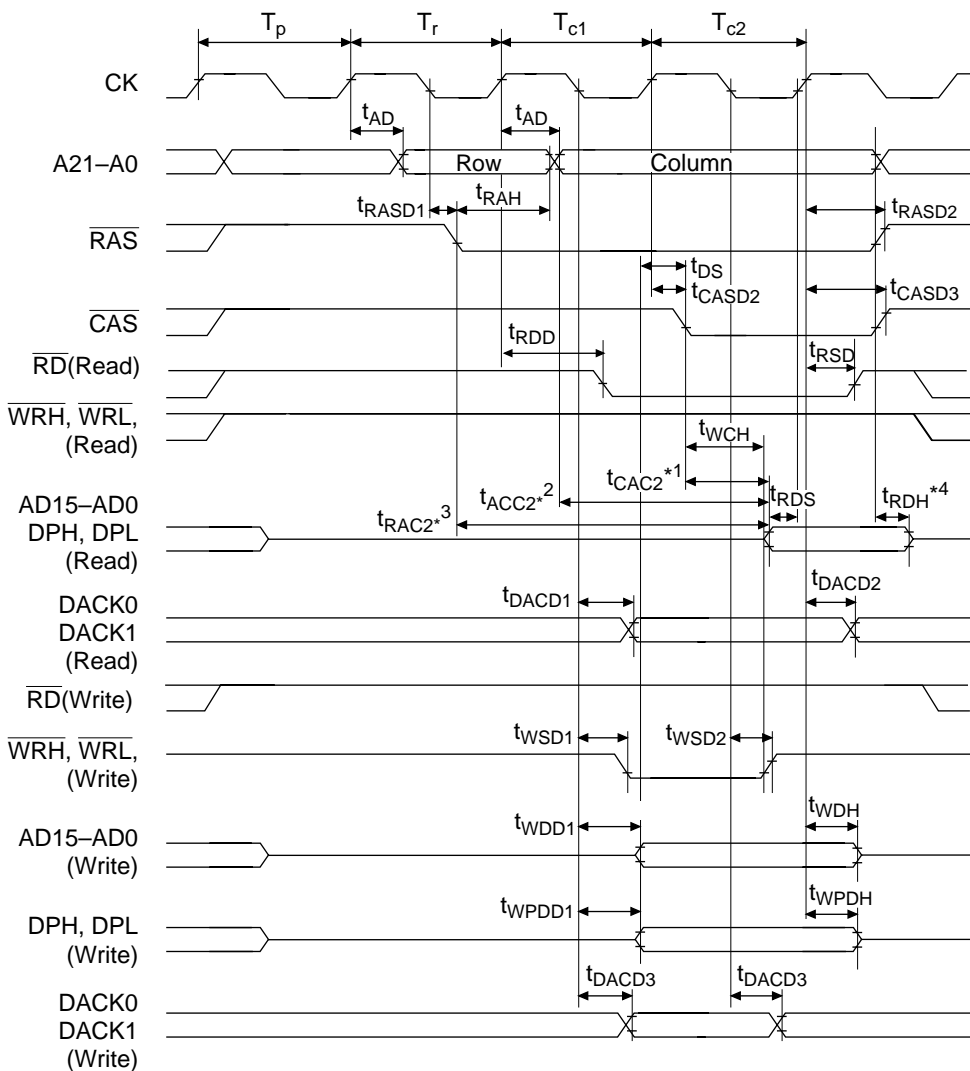 Tp Tr Tc1 Tc2
CK
tAD tAD
A21–A0 Row Column
tRASD1 tRAH tRASD2
RAS
tDS
tCASD2 tCASD3
CAS
tRDD tRSD
RD(Read)
WRH, WRL,
(Read)
tWCH
tCAC2*1
AD15–AD0 tACC2*2 tRDS tRDH*4
DPH, DPL tRAC2*3
(Read)
DACK0 tDACD1 tDACD2
DACK1
(Read)
RD(Write)
WRH, WRL, tWSD1 tWSD2
(Write)
AD15–AD0 tWDD1 tWDH
(Write)
DPH, DPL tWPDD1 tWPDH
(Write)
DACK0 tDACD3 tDACD3
DACK1
(Write)